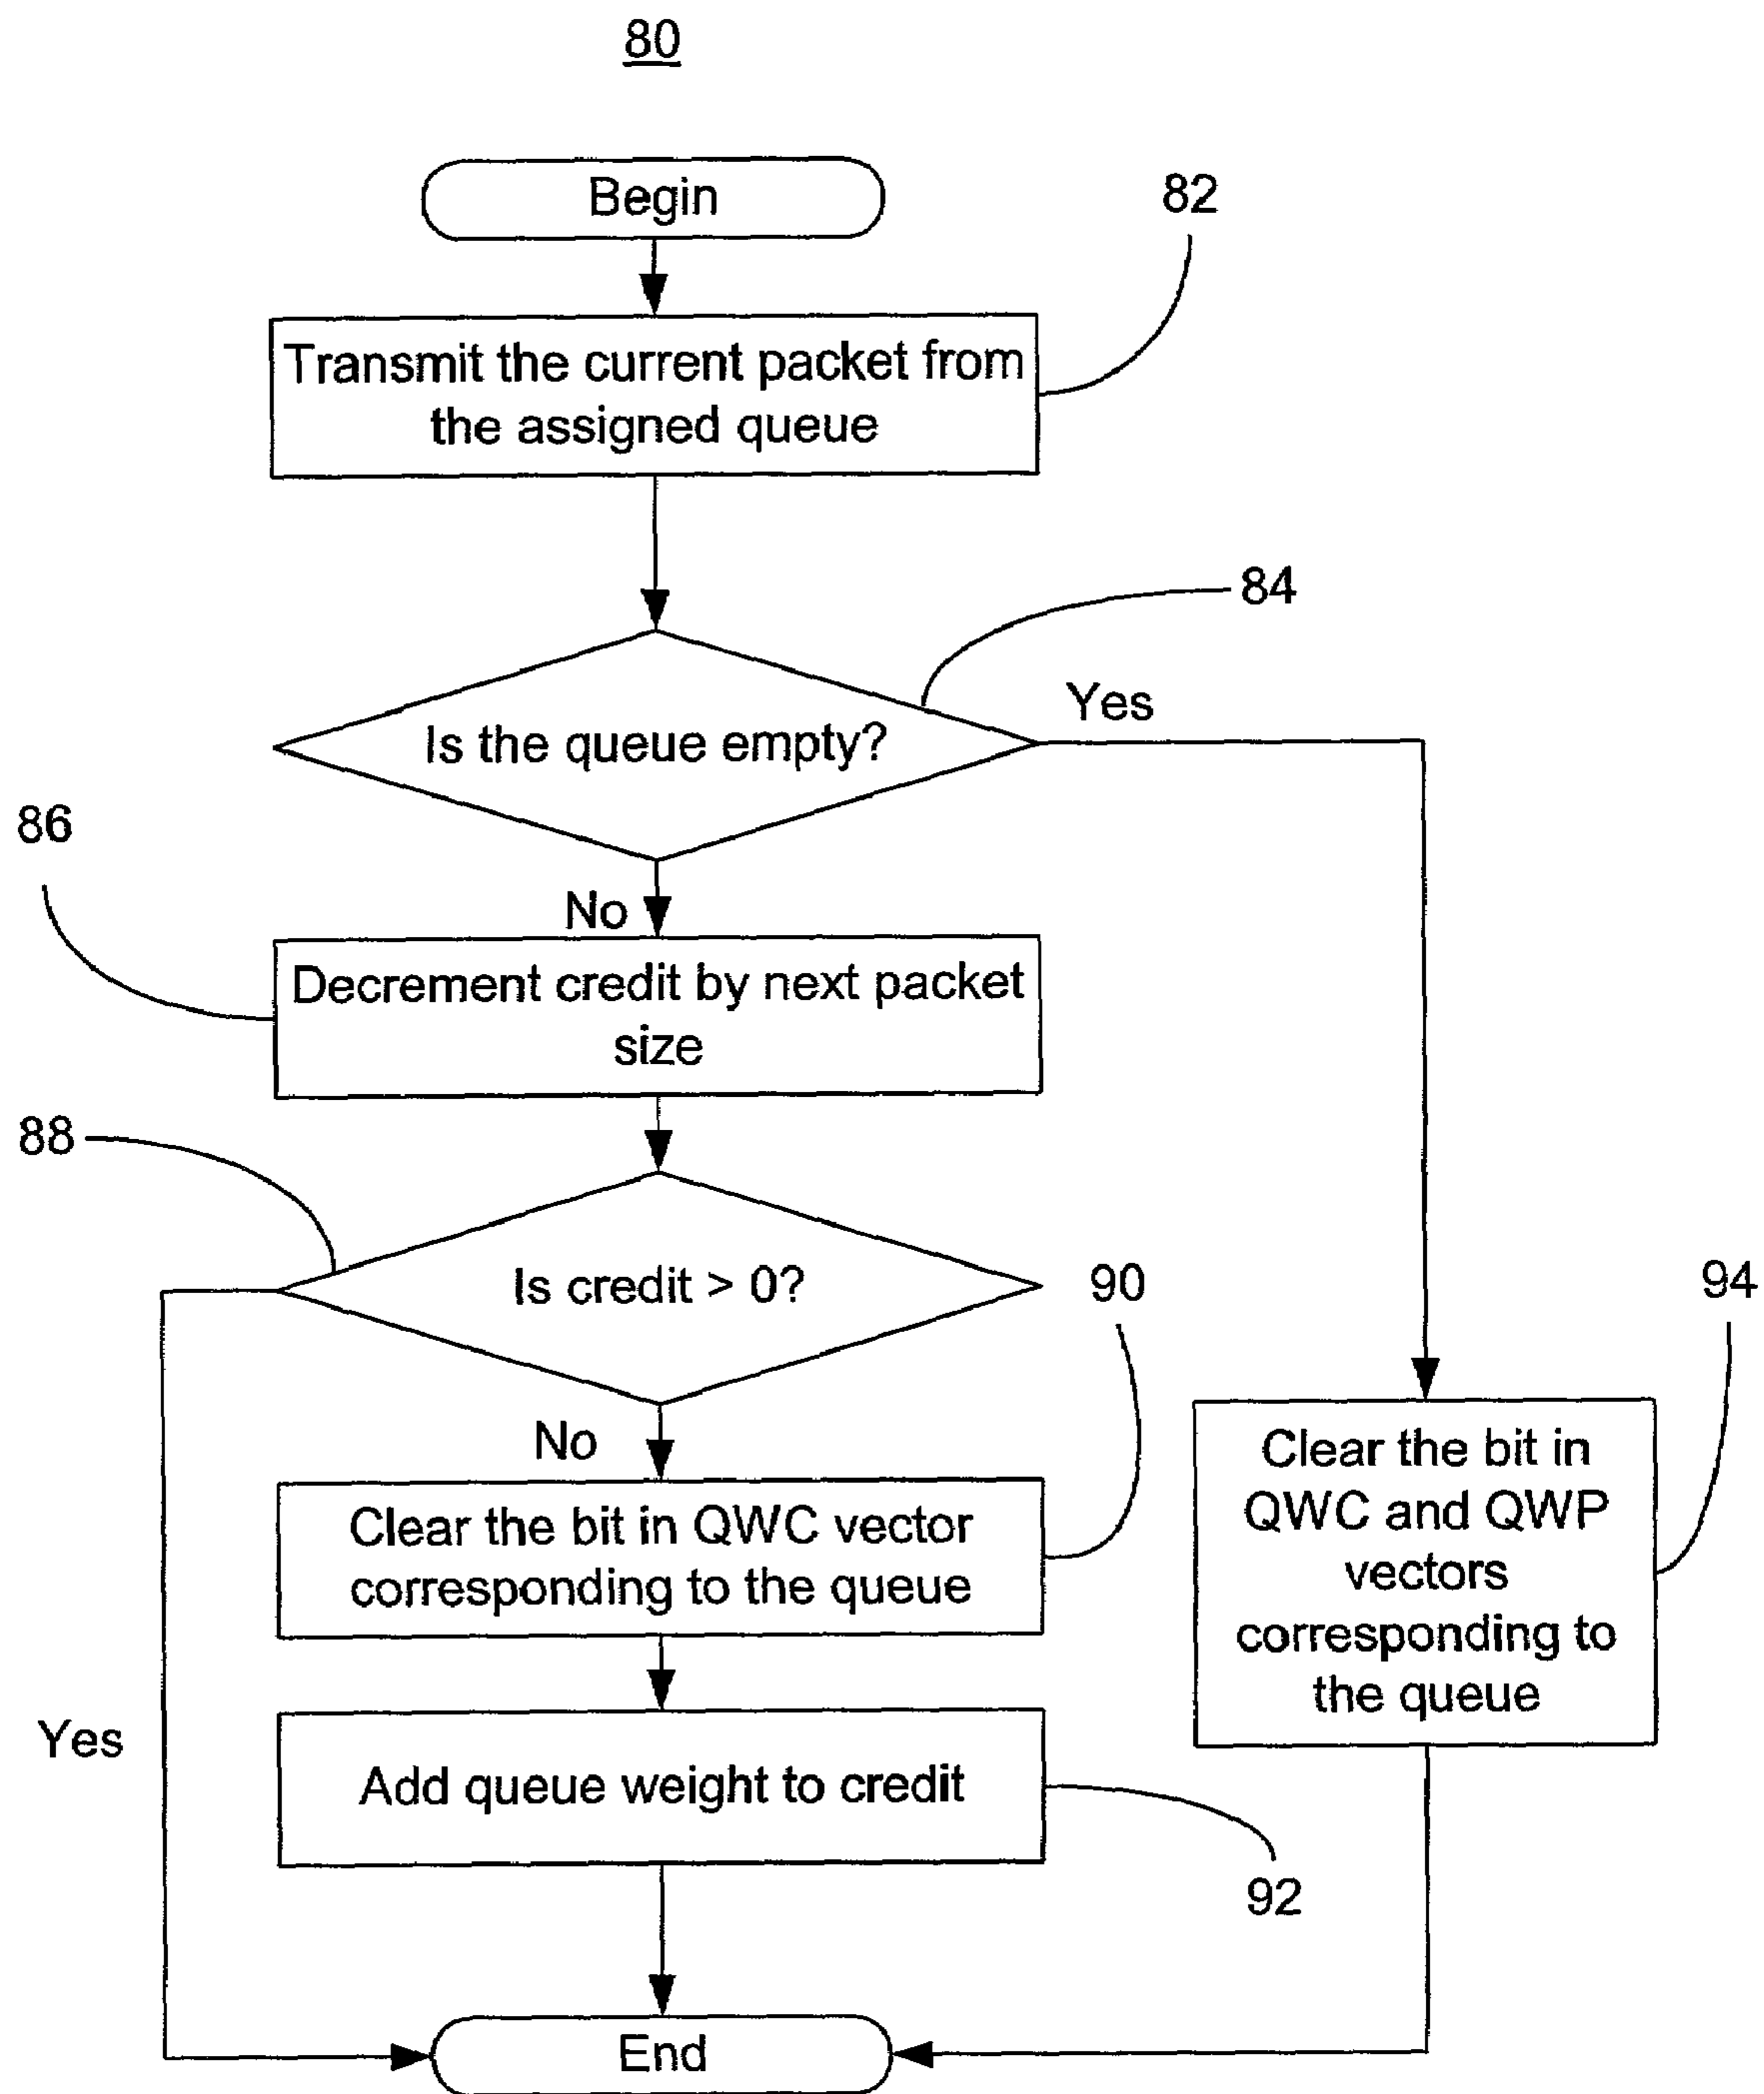 80
Begin
82
Transmit the current packet from
the assigned queue
84
Yes
Is the queue empty?
86
No
Decrement credit by next packet
size
88
Is credit > 0?
90
94
No
Clear the bit in QWC vector
corresponding to the queue
Clear the bit in
QWC and QWP
vectors
corresponding to
the queue
Yes
Add queue weight to credit
92
End